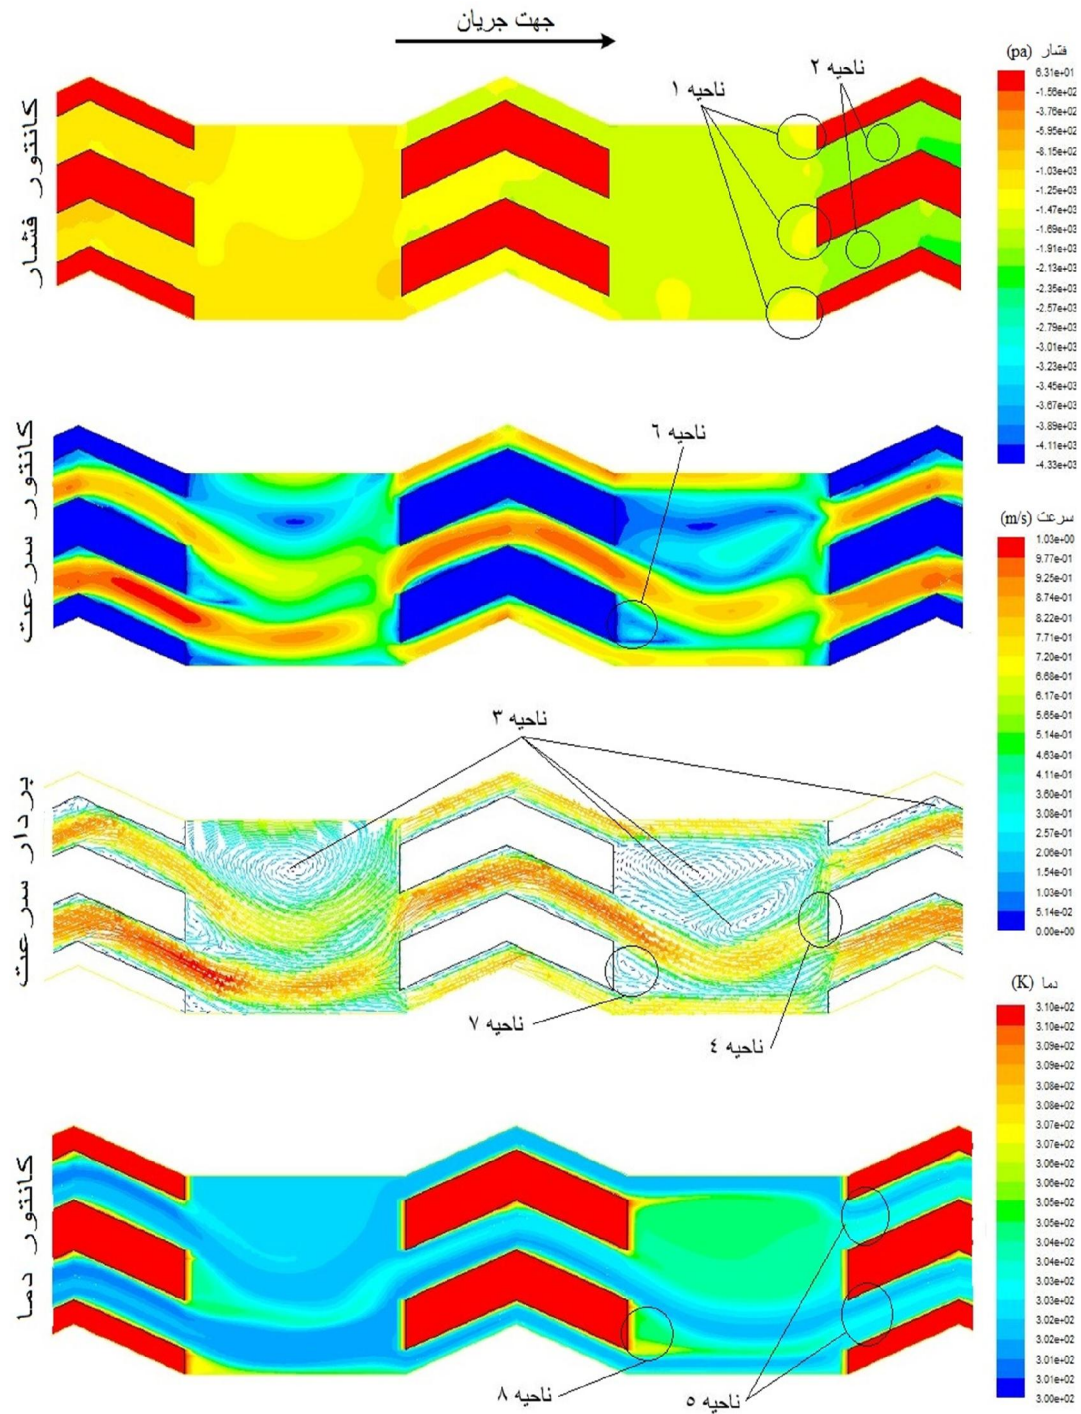 جهت جریان
ناحیه ۱
ناحیه ۲
کانتور فشار
فشار (pa)
6.31e+01
-1.56e+02
-3.76e+02
-5.95e+02
-8.15e+02
-1.03e+03
-1.25e+03
-1.47e+03
-1.69e+03
-1.91e+03
-2.13e+03
-2.35e+03
-2.57e+03
-2.79e+03
-3.01e+03
-3.23e+03
-3.45e+03
-3.67e+03
-3.89e+03
-4.11e+03
-4.33e+03
ناحیه ۶
کانتور سرعت
سرعت (m/s)
1.03e+00
9.77e-01
9.25e-01
8.74e-01
8.22e-01
7.71e-01
7.20e-01
6.68e-01
6.17e-01
5.65e-01
5.14e-01
4.63e-01
4.11e-01
3.60e-01
3.08e-01
2.57e-01
2.06e-01
1.54e-01
1.03e-01
5.14e-02
0.00e+00
ناحیه ۳
بردار سرعت
ناحیه ۷
ناحیه ٤
دما (K)
3.10e+02
3.10e+02
3.09e+02
3.09e+02
3.08e+02
3.08e+02
3.07e+02
3.07e+02
3.06e+02
3.06e+02
3.05e+02
3.05e+02
3.04e+02
3.04e+02
3.03e+02
3.03e+02
3.02e+02
3.02e+02
3.01e+02
3.01e+02
3.00e+02
کانتور دما
ناحیه ۸
ناحیه ٥